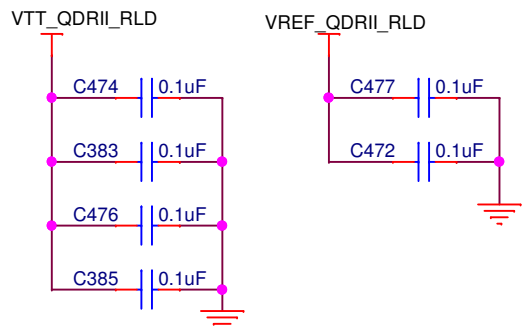 VTT_QDRII_RLD
C474 0.1uF
C383 0.1uF
C476 0.1uF
C385 0.1uF
VREF_QDRII_RLD
C477 0.1uF
C472 0.1uF